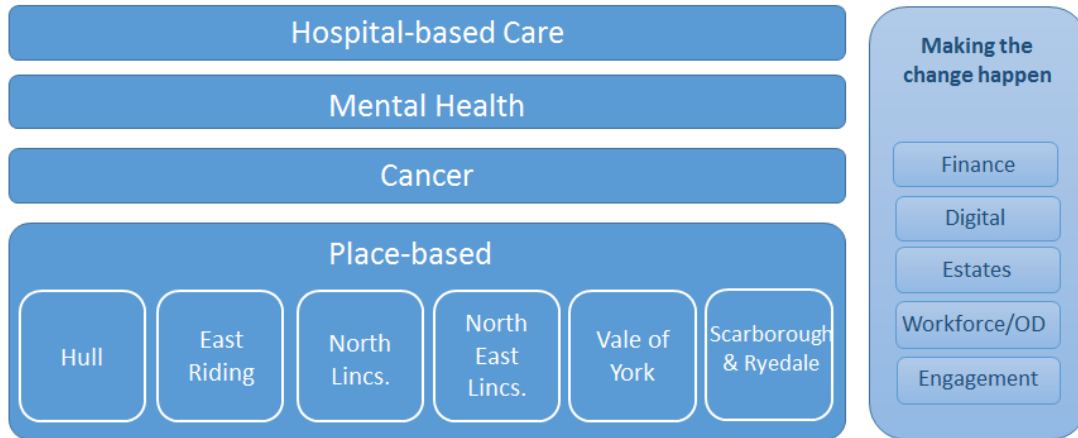 Hospital-based Care
Mental Health
Cancer
Place-based
Hull
East
Riding
North
Lincs.
North
East
Lincs.
Vale of
York
Scarborough
& Ryedale
Making the
change happen
Finance
Digital
Estates
Workforce/OD
Engagement